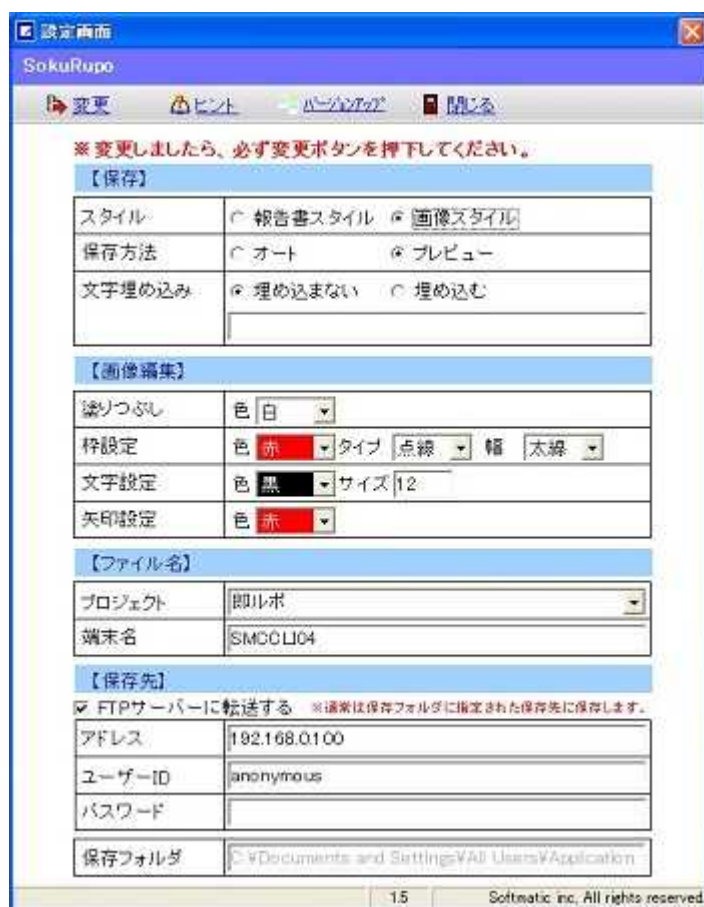 設定画面
SokuRupo
変更 ヒント バージョンアップ 閉じる
※変更しましたら、必ず変更ボタンを押下してください。
【保存】
スタイル 報告書スタイル 画像スタイル
保存方法 オート プレビュー
文字埋め込み 埋め込まない 埋め込む
【画像編集】
塗りつぶし 色 白
枠設定 色 赤 タイプ 点線 幅 太線
文字設定 色 黒 サイズ 12
矢印設定 色 赤
【ファイル名】
プロジェクト 即ルポ
端末名 SMCCLI04
【保存先】
FTPサーバーに転送する ※通常は保存フォルダに指定された保存先に保存します。
アドレス 192.168.0.100
ユーザーID anonymous
パスワード
保存フォルダ C:¥Documents and Settings¥All Users¥Application
1.5 Softmatic inc, All rights reserved